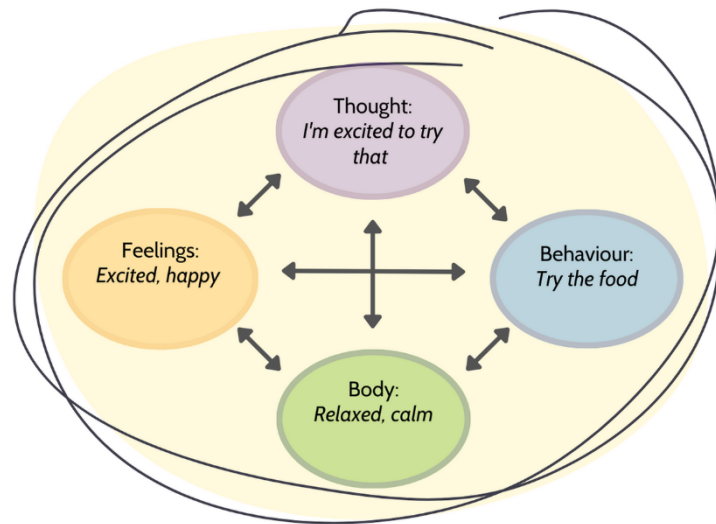 Thought:
I'm excited to try
that
Feelings:
Excited, happy
Behaviour:
Try the food
Body:
Relaxed, calm